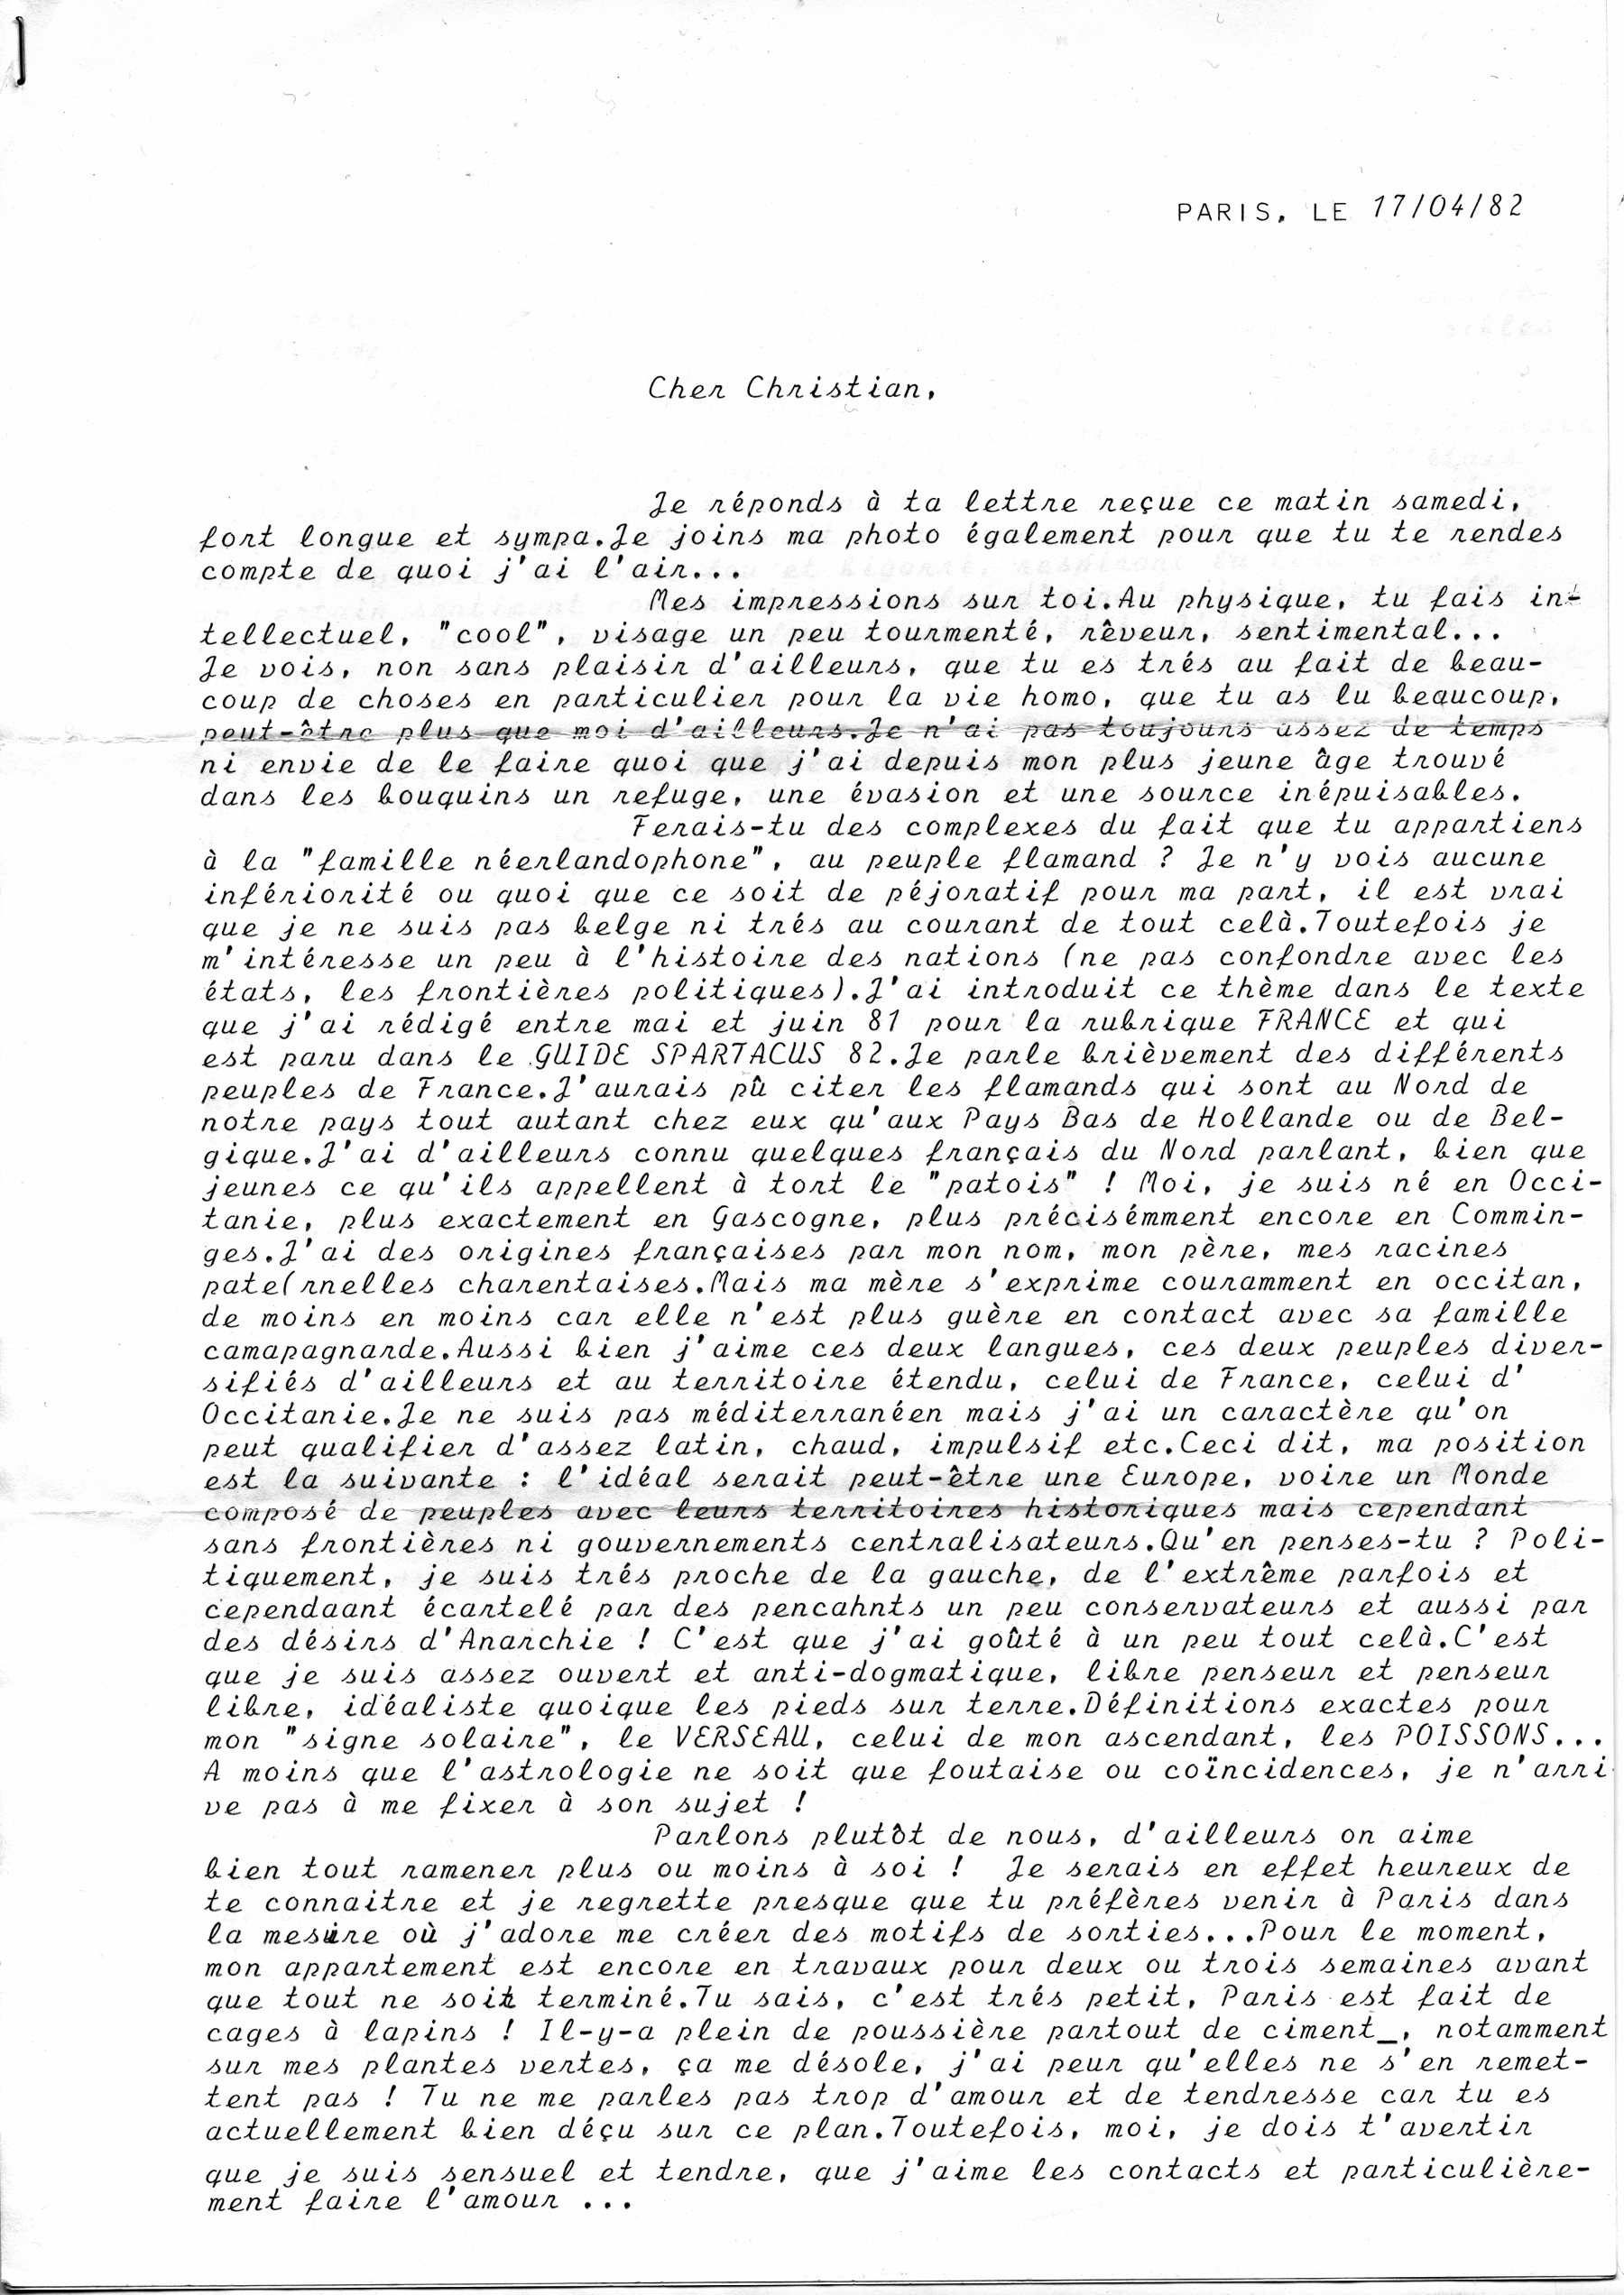 PARIS, LE 17/04/82
Cher Christian,
Je réponds à ta lettre reçue ce matin samedi,
fort longue et sympa.Je joins ma photo également pour que tu te rendes
compte de quoi j'ai l'air...
Mes impressions sur toi.Au physique, tu fais in-
tellectuel, "cool", visage un peu tourmenté, rêveur, sentimental...
Je vois, non sans plaisir d'ailleurs, que tu es trés au fait de beau-
coup de choses en particulier pour la vie homo, que tu as lu beaucoup,
peut-être plus que moi d'ailleurs.Je n'ai pas toujours assez de temps
ni envie de le faire quoi que j'ai depuis mon plus jeune âge trouvé
dans les bouquins un refuge, une évasion et une source inépuisables.
Ferais-tu des complexes du fait que tu appartiens
à la "famille néerlandophone", au peuple flamand ? Je n'y vois aucune
infériorité ou quoi que ce soit de péjoratif pour ma part, il est vrai
que je ne suis pas belge ni trés au courant de tout celà.Toutefois je
m'intéresse un peu à l'histoire des nations (ne pas confondre avec les
états, les frontières politiques).J'ai introduit ce thème dans le texte
que j'ai rédigé entre mai et juin 81 pour la rubrique FRANCE et qui
est paru dans le GUIDE SPARTACUS 82.Je parle brièvement des différents
peuples de France.J'aurais pû citer les flamands qui sont au Nord de
notre pays tout autant chez eux qu'aux Pays Bas de Hollande ou de Bel-
gique.J'ai d'ailleurs connu quelques français du Nord parlant, bien que
jeunes ce qu'ils appellent à tort le "patois" ! Moi, je suis né en Occi-
tanie, plus exactement en Gascogne, plus précisémment encore en Commin-
ges.J'ai des origines françaises par mon nom, mon père, mes racines
pate(rnelles charentaises.Mais ma mère s'exprime couramment en occitan,
de moins en moins car elle n'est plus guère en contact avec sa famille
camapagnarde.Aussi bien j'aime ces deux langues, ces deux peuples diver-
sifiés d'ailleurs et au territoire étendu, celui de France, celui d'
Occitanie.Je ne suis pas méditerranéen mais j'ai un caractère qu'on
peut qualifier d'assez latin, chaud, impulsif etc.Ceci dit, ma position
est la suivante : l'idéal serait peut-être une Europe, voire un Monde
composé de peuples avec leurs territoires historiques mais cependant
sans frontières ni gouvernements centralisateurs.Qu'en penses-tu ? Poli-
tiquement, je suis trés proche de la gauche, de l'extrême parfois et
cependaant écartelé par des pencahnts un peu conservateurs et aussi par
des désirs d'Anarchie ! C'est que j'ai goûté à un peu tout celà.C'est
que je suis assez ouvert et anti-dogmatique, libre penseur et penseur
libre, idéaliste quoique les pieds sur terre.Définitions exactes pour
mon "signe solaire", le VERSEAU, celui de mon ascendant, les POISSONS...
A moins que l'astrologie ne soit que foutaise ou coïncidences, je n'arri
ve pas à me fixer à son sujet !
Parlons plutôt de nous, d'ailleurs on aime
bien tout ramener plus ou moins à soi ! Je serais en effet heureux de
te connaitre et je regrette presque que tu préfères venir à Paris dans
la mesure où j'adore me créer des motifs de sorties...Pour le moment,
mon appartement est encore en travaux pour deux ou trois semaines avant
que tout ne soit terminé.Tu sais, c'est trés petit, Paris est fait de
cages à lapins ! Il-y-a plein de poussière partout de ciment_, notamment
sur mes plantes vertes, ça me désole, j'ai peur qu'elles ne s'en remet-
tent pas ! Tu ne me parles pas trop d'amour et de tendresse car tu es
actuellement bien déçu sur ce plan.Toutefois, moi, je dois t'avertir
que je suis sensuel et tendre, que j'aime les contacts et particulière-
ment faire l'amour ...